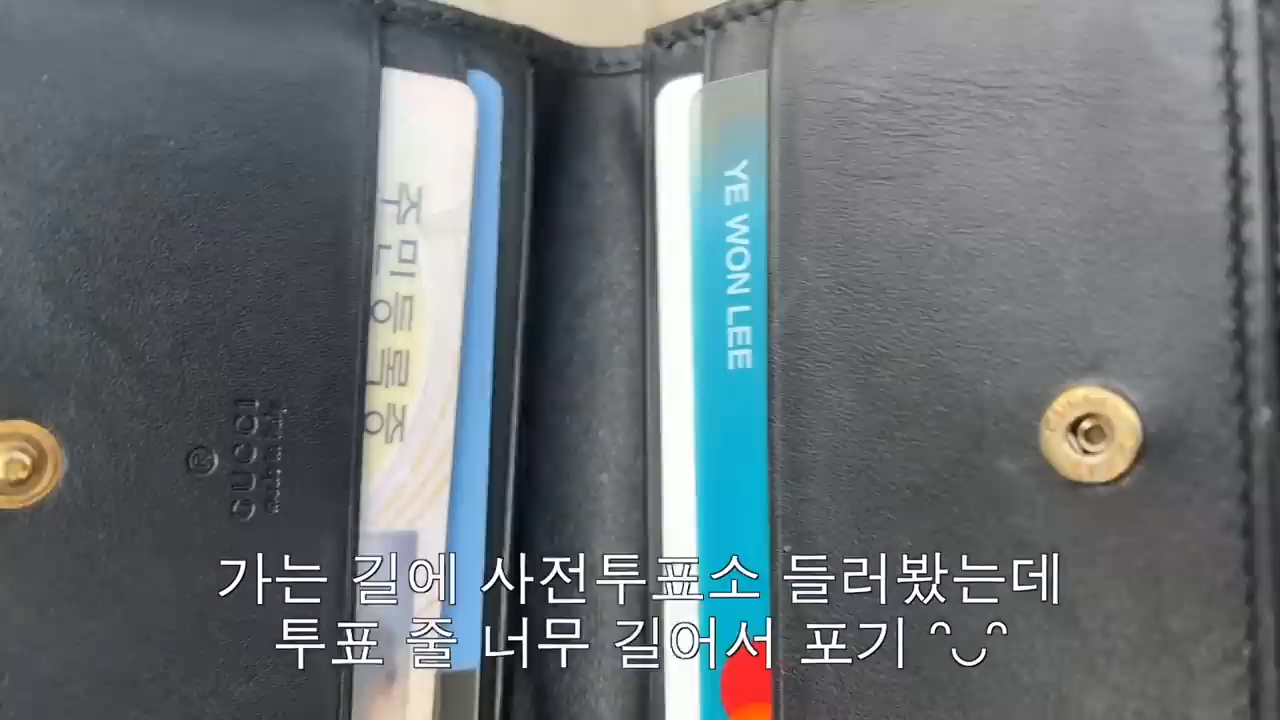 주민등록증
GUCCI
®
YE WON LEE
가는 길에 사전투표소 들러봤는데
투표 줄 너무 길어서 포기 ᵔᴗᵔ